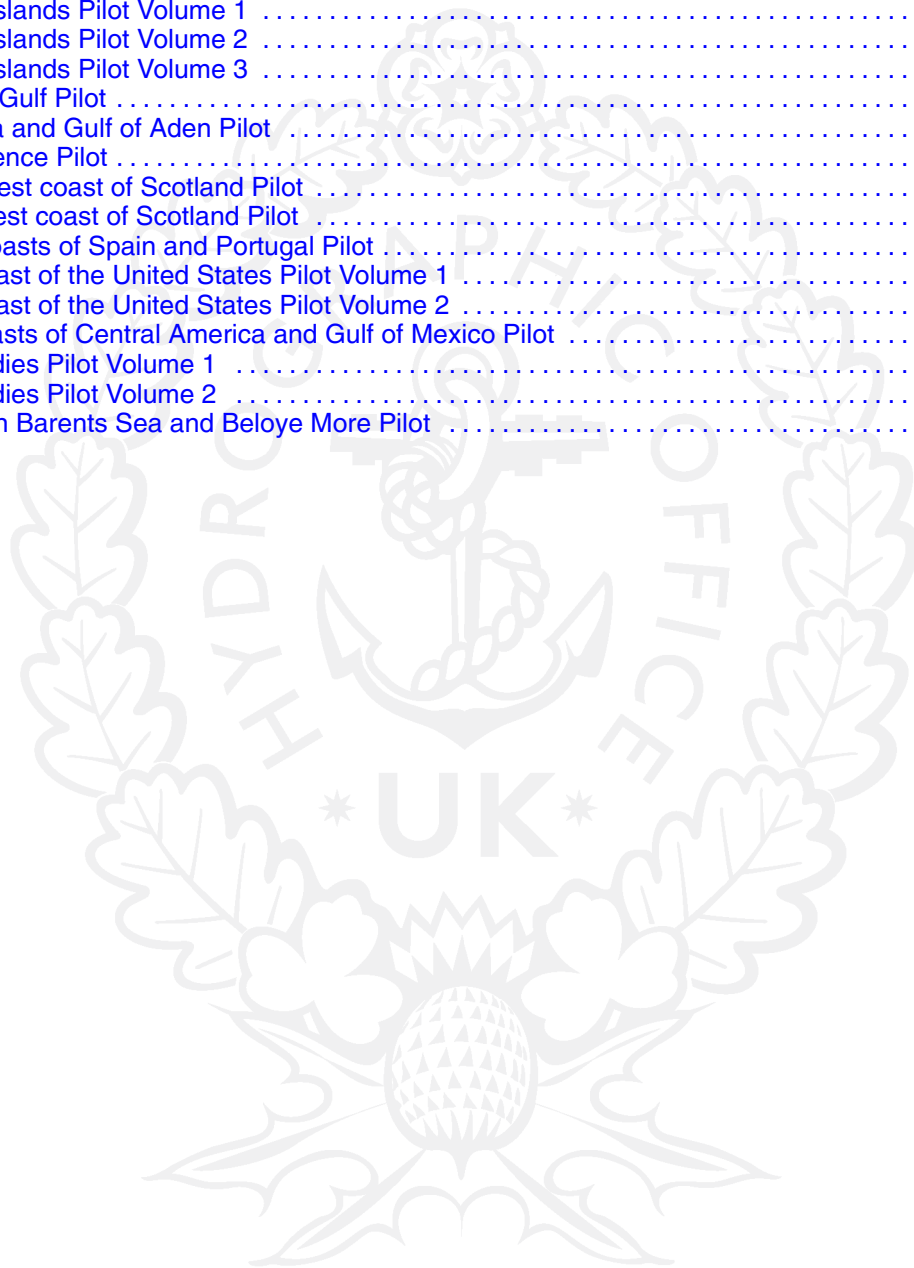 slands Pilot Volume 1 . . . . . . . . . . . . . . . . . . . . . . . . . . . . . . . . . . . . . . . . . . . . . . . . .
slands Pilot Volume 2 . . . . . . . . . . . . . . . . . . . . . . . . . . . . . . . . . . . . . . . . . . . . . . . . .
slands Pilot Volume 3 . . . . . . . . . . . . . . . . . . . . . . . . . . . . . . . . . . . . . . . . . . . . . . . . .
Gulf Pilot . . . . . . . . . . . . . . . . . . . . . . . . . . . . . . . . . . . . . . . . . . . . . . . . . . . . . . . . . . . .
a and Gulf of Aden Pilot . . . . . . . . . . . . . . . . . . . . . . . . . . . . . . . . . . . . . . . . . . . . . . .
ence Pilot . . . . . . . . . . . . . . . . . . . . . . . . . . . . . . . . . . . . . . . . . . . . . . . . . . . . . . . . . . . .
est coast of Scotland Pilot . . . . . . . . . . . . . . . . . . . . . . . . . . . . . . . . . . . . . . . . . . . . .
est coast of Scotland Pilot . . . . . . . . . . . . . . . . . . . . . . . . . . . . . . . . . . . . . . . . . . . . . .
oasts of Spain and Portugal Pilot . . . . . . . . . . . . . . . . . . . . . . . . . . . . . . . . . . . . . . . .
ast of the United States Pilot Volume 1 . . . . . . . . . . . . . . . . . . . . . . . . . . . . . . . . . .
ast of the United States Pilot Volume 2 . . . . . . . . . . . . . . . . . . . . . . . . . . . . . . . . . .
asts of Central America and Gulf of Mexico Pilot . . . . . . . . . . . . . . . . . . . . . . . . . .
dies Pilot Volume 1 . . . . . . . . . . . . . . . . . . . . . . . . . . . . . . . . . . . . . . . . . . . . . . . . . . .
dies Pilot Volume 2 . . . . . . . . . . . . . . . . . . . . . . . . . . . . . . . . . . . . . . . . . . . . . . . . . . .
n Barents Sea and Beloye More Pilot . . . . . . . . . . . . . . . . . . . . . . . . . . . . . . . . . . .
HYDROGRAPHIC OFFICE
* UK *